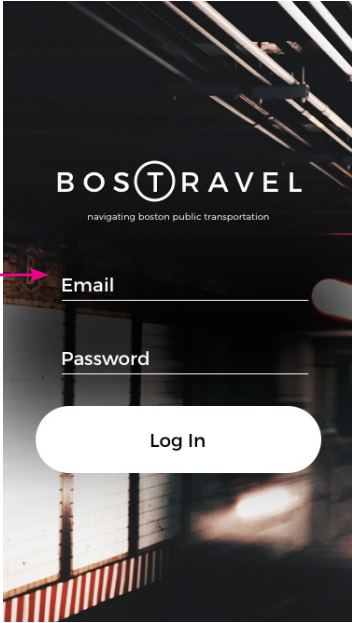 BOSTRAVEL
navigating boston public transportation
Email
Password
Log In